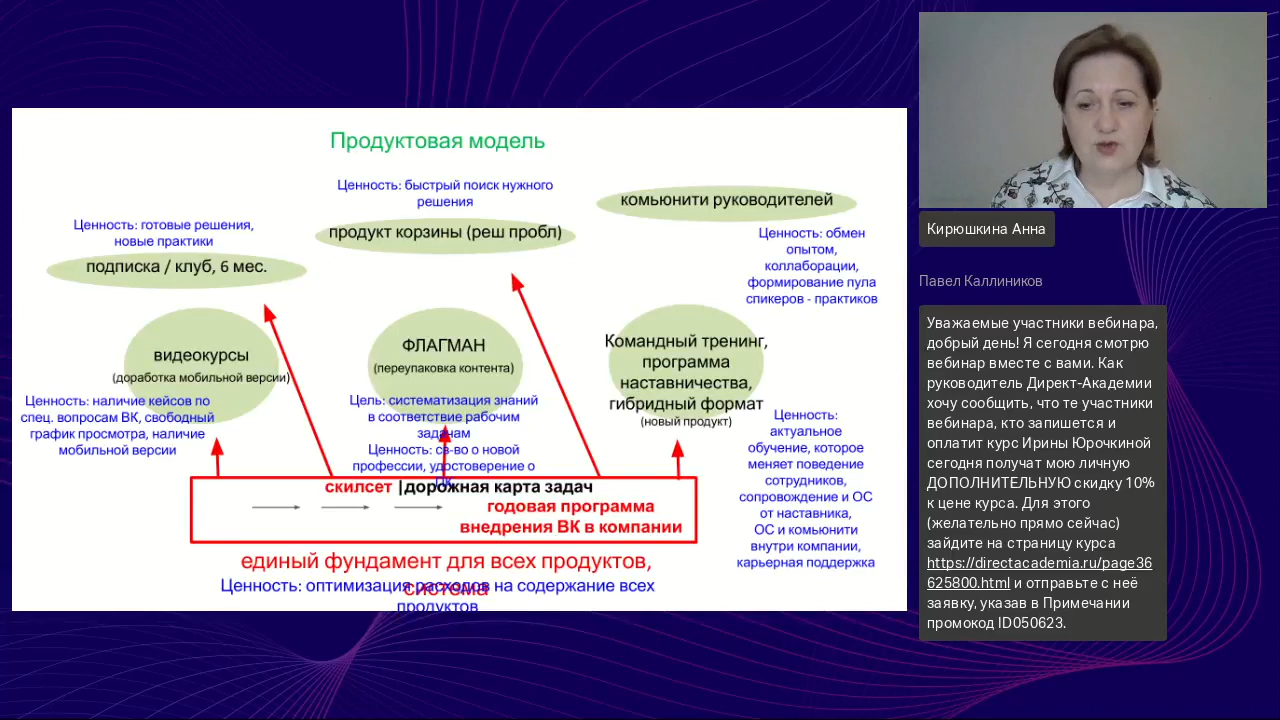 Продуктовая модель
Ценность: быстрый поиск нужного
решения
продукт корзины (реш пробл)
комьюнити руководителей
Ценность: готовые решения,
новые практики
подписка / клуб, 6 мес.
Ценность: обмен
опытом,
коллаборации,
формирование пула
спикеров - практиков
видеокурсы
(доработка мобильной версии)
Ценность: наличие кейсов по
спец. вопросам ВК, свободный
график просмотра, наличие
мобильной версии
ФЛАГМАН
(переупаковка контента)
Цель: систематизация знаний
в соответствие рабочим
задачам
Ценность: св-во о новой
профессии, удостоверение о
ПК
Командный тренинг,
программа
наставничества,
гибридный формат
(новый продукт)
Ценность:
актуальное
обучение, которое
меняет поведение
сотрудников,
сопровождение и ОС
от наставника,
ОС и комьюнити
внутри компании,
карьерная поддержка
скилсет |дорожная карта задач
годовая программа
внедрения ВК в компании
единый фундамент для всех продуктов,
система
Ценность: оптимизация расходов на содержание всех
продуктов
Кирюшкина Анна
Павел Каллиников
Уважаемые участники вебинара,
добрый день! Я сегодня смотрю
вебинар вместе с вами. Как
руководитель Директ-Академии
хочу сообщить, что те участники
вебинара, кто запишется и
оплатит курс Ирины Юрочкиной
сегодня получат мою личную
ДОПОЛНИТЕЛЬНУЮ скидку 10%
к цене курса. Для этого
(желательно прямо сейчас)
зайдите на страницу курса
https://directacademia.ru/page36
625800.html и отправьте с неё
заявку, указав в Примечании
промокод ID050623.